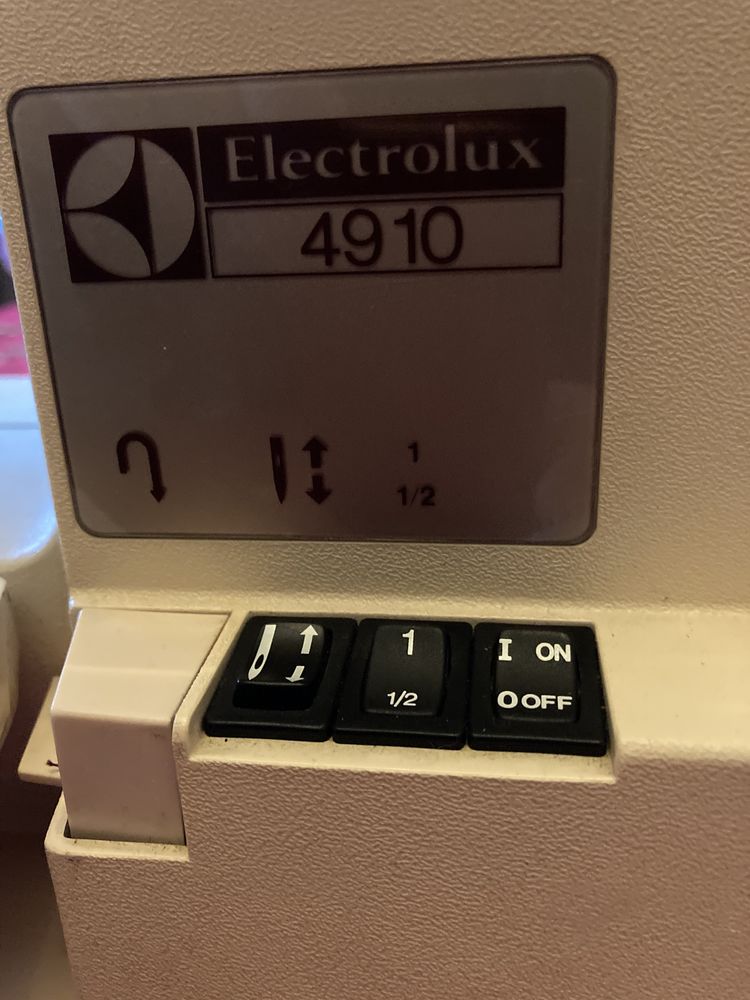 Electrolux
4910
1
1/2
1
1/2
I ON
O OFF